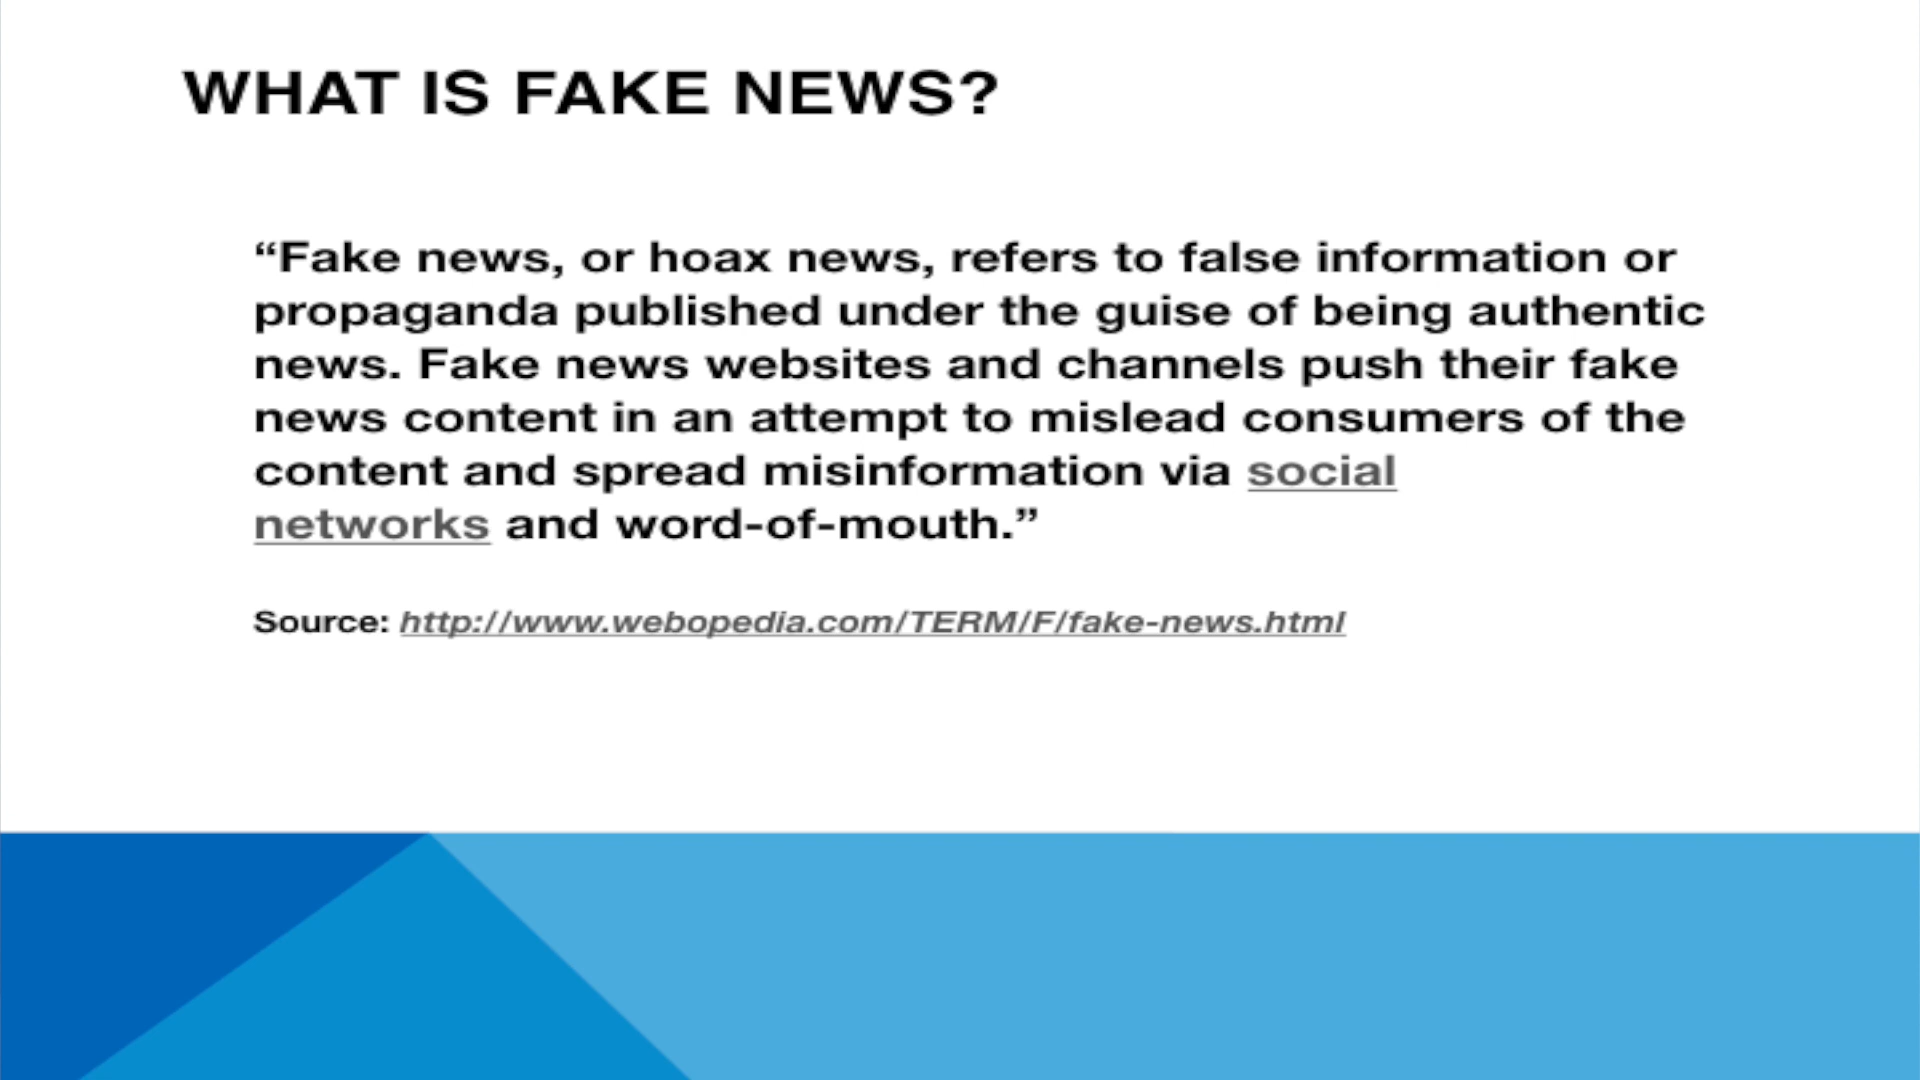 WHAT IS FAKE NEWS?
“Fake news, or hoax news, refers to false information or
propaganda published under the guise of being authentic
news. Fake news websites and channels push their fake
news content in an attempt to mislead consumers of the
content and spread misinformation via social
networks and word-of-mouth.”
Source: http://www.webopedia.com/TERM/F/fake-news.html